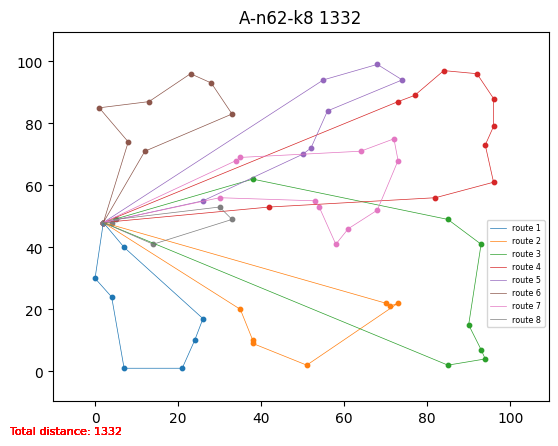 A-n62-k8 1332
100
80
60
40
20
0
0 20 40 60 80 100
route 1
route 2
route 3
route 4
route 5
route 6
route 7
route 8
Total distance: 1332